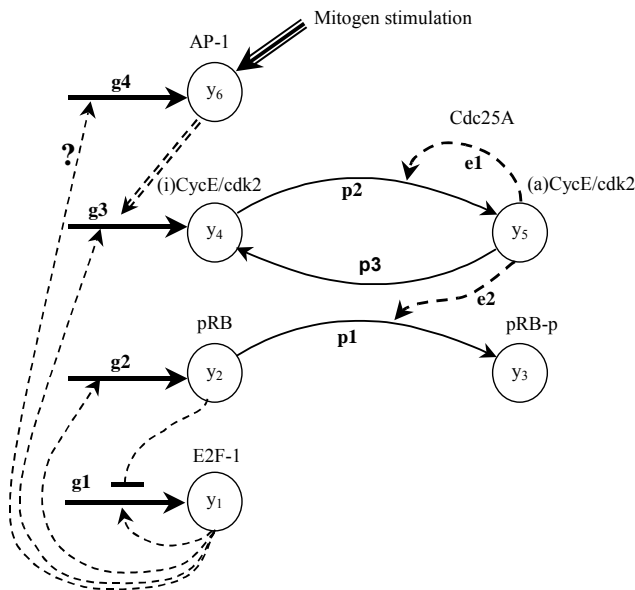 Mitogen stimulation
AP-1
g4
y6
Cdc25A
?
e1
(i)CycE/cdk2
(a)CycE/cdk2
p2
g3
y4
y5
p3
e2
pRB
p1
pRB-p
g2
y2
y3
E2F-1
g1
y1